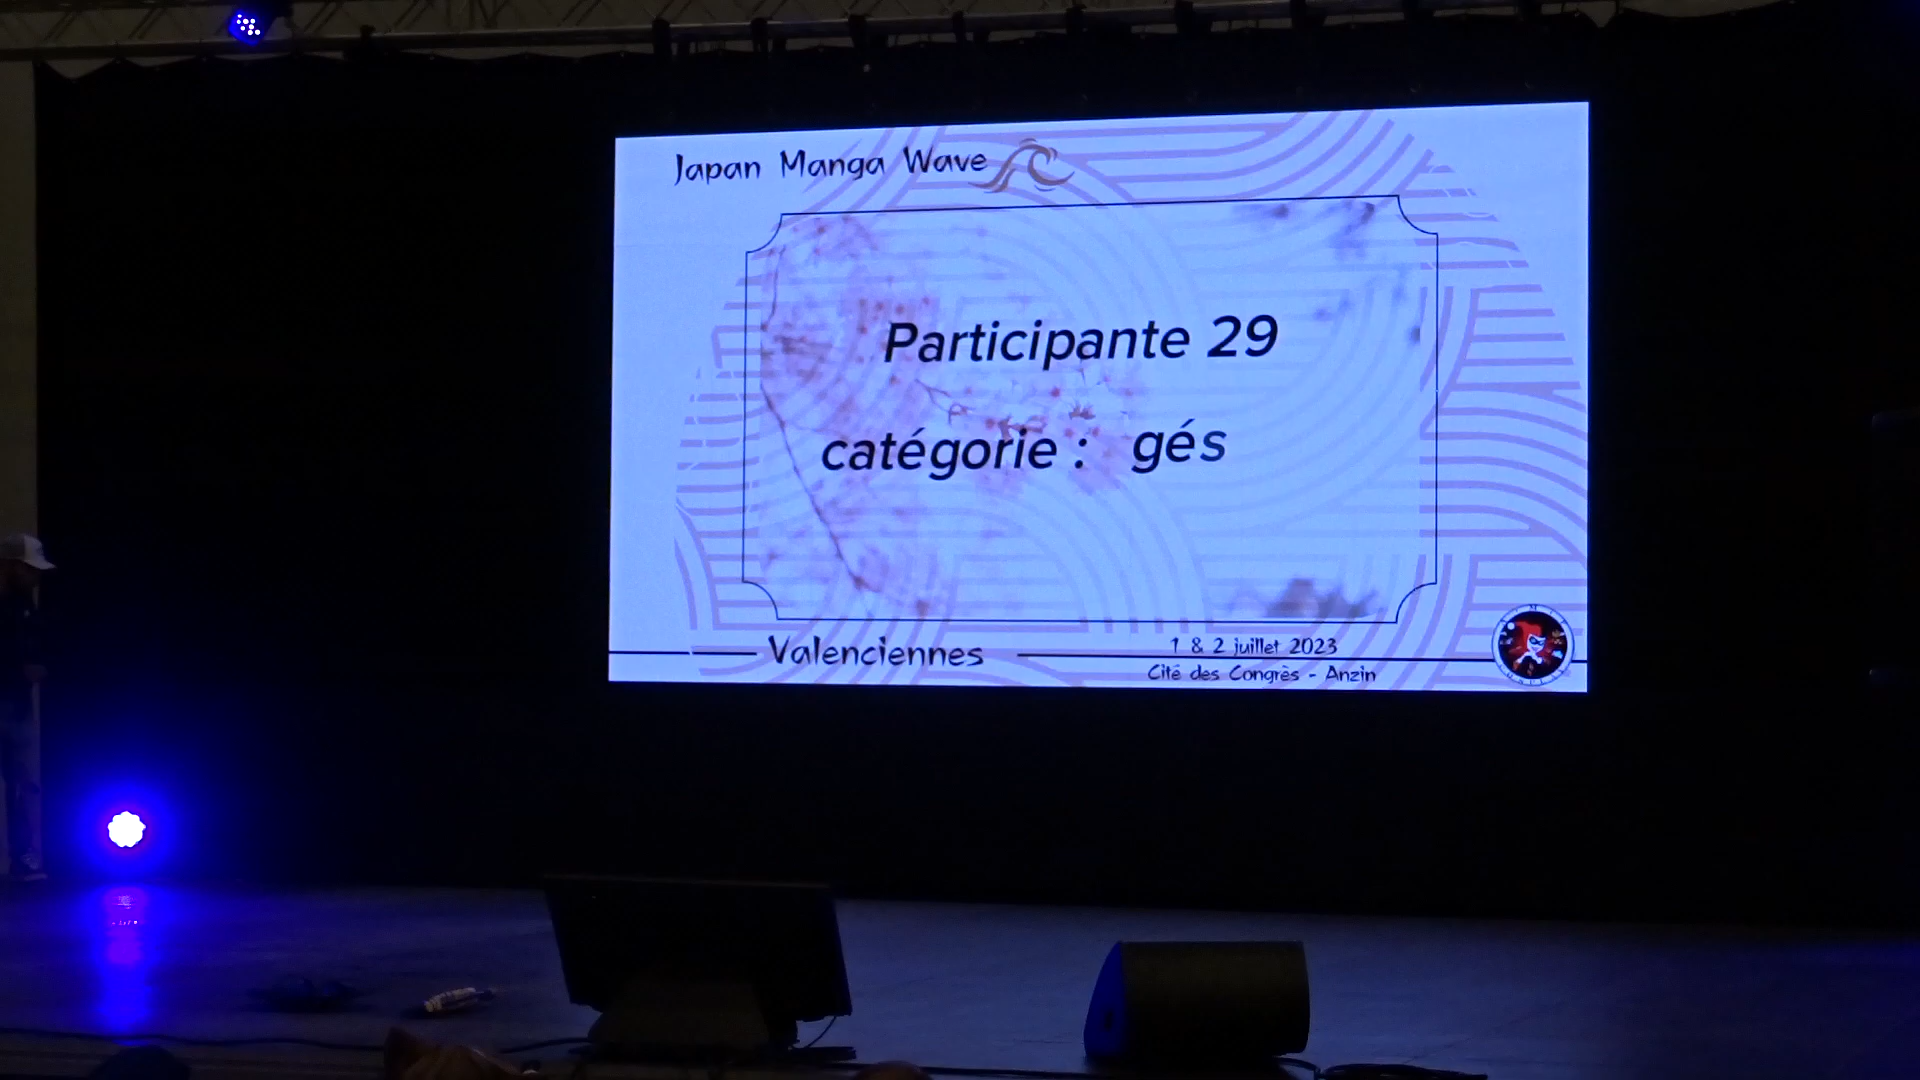 Japan Manga Wave
Participante 29
catégorie : gés
Valenciennes
1 & 2 juillet 2023
Cité des Congrès - Anzin